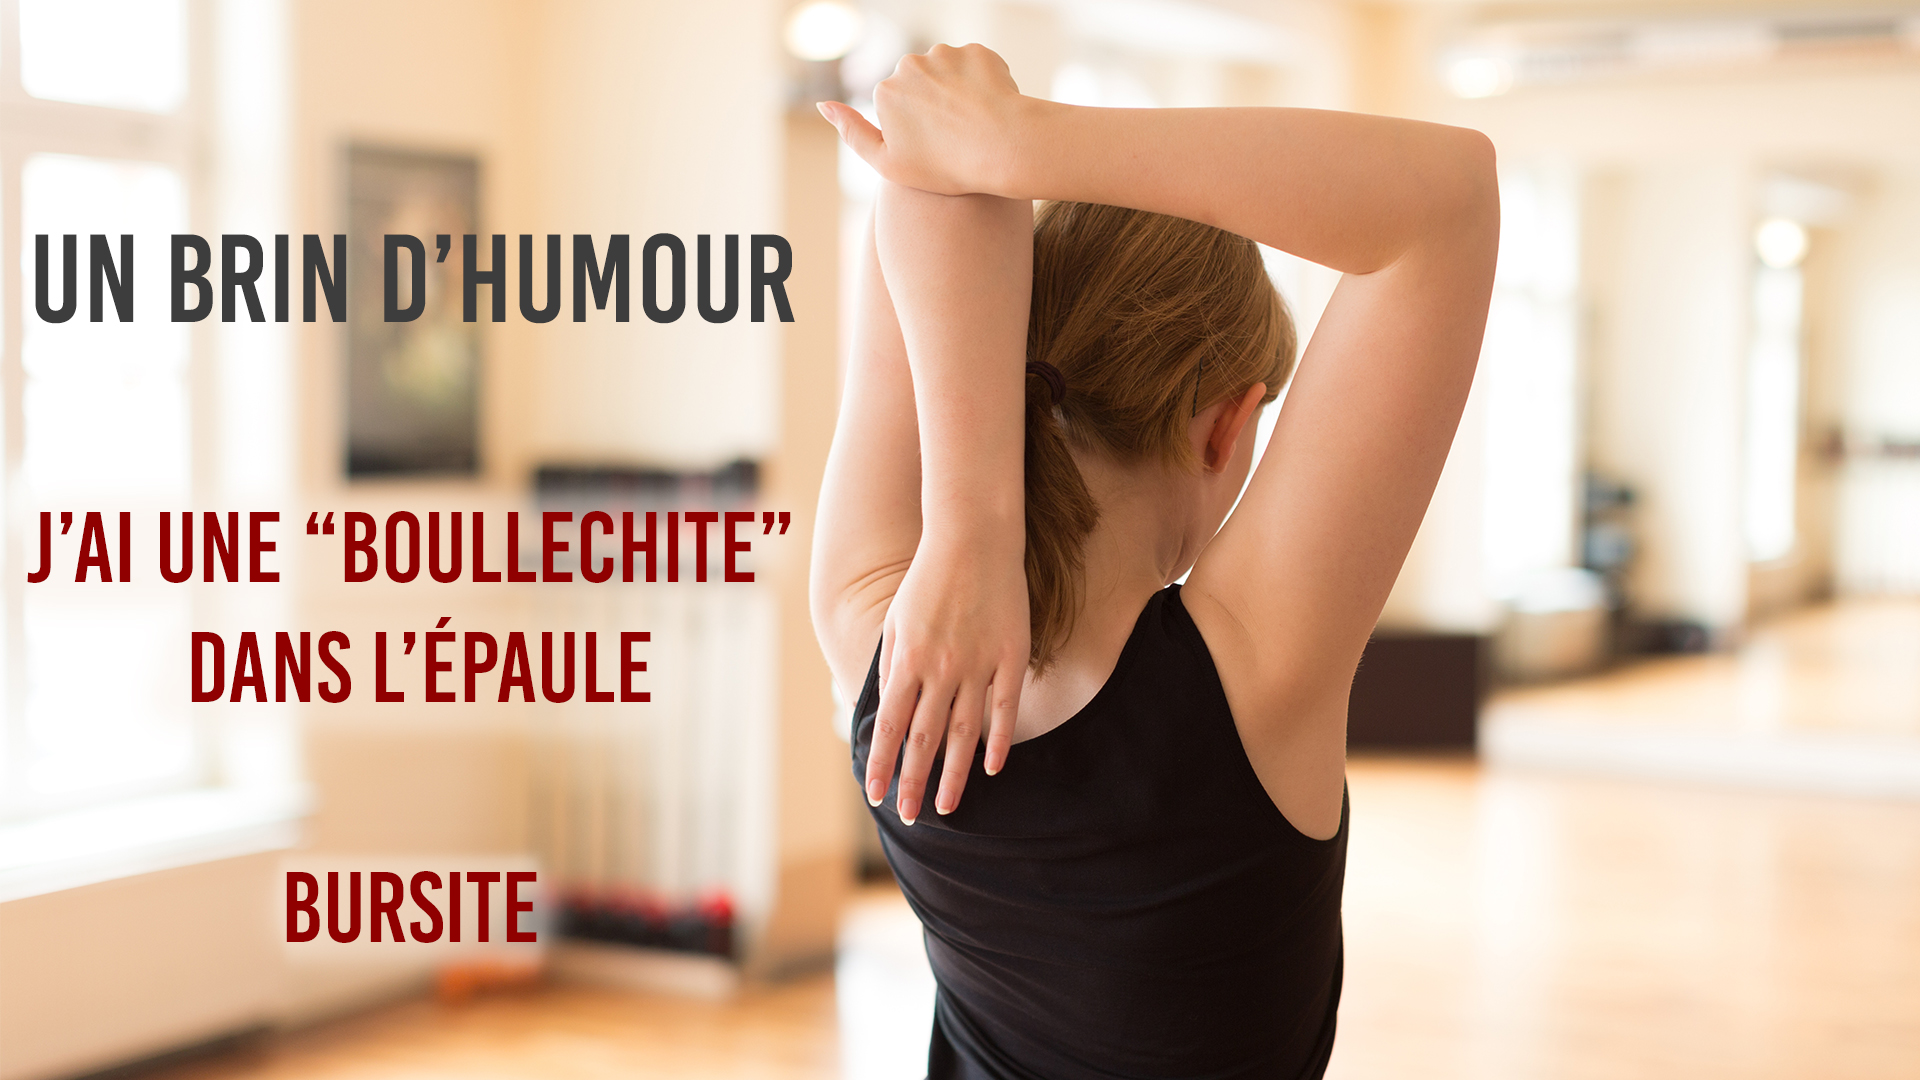 UN BRIN D’HUMOUR
J’AI UNE “BOULLECHITE”
DANS L’ÉPAULE
BURSITE